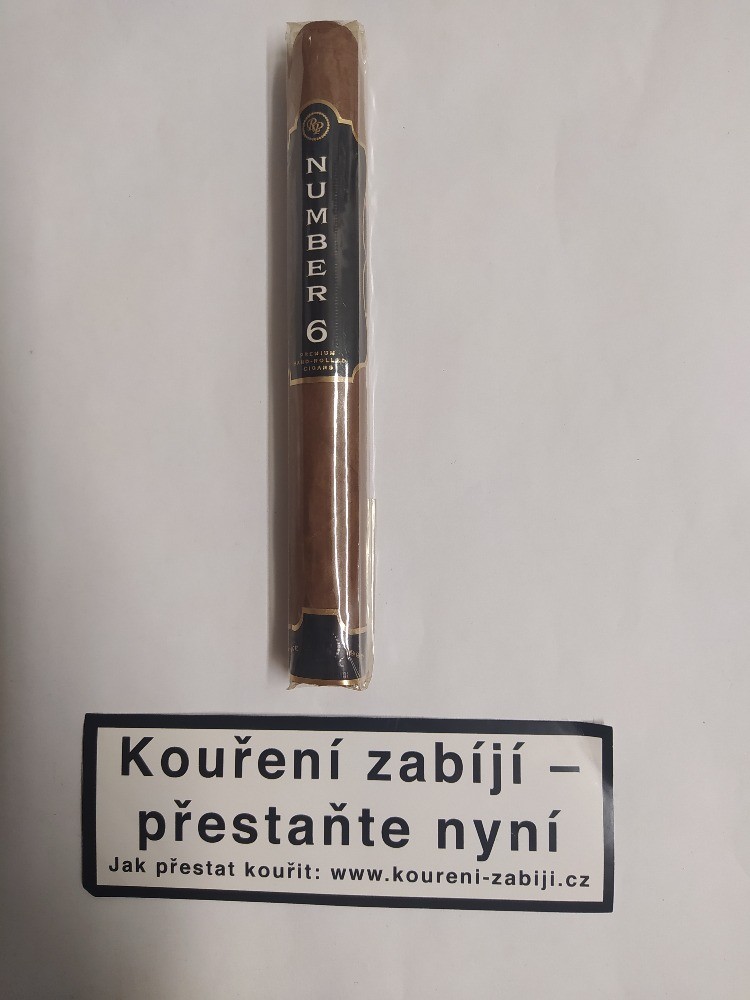 RP
NUMBER
6
PREMIUM
HAND-ROLLED
CIGARS
Kouření zabíjí –
přestaňte nyní
Jak přestat kouřit: www.koureni-zabiji.cz